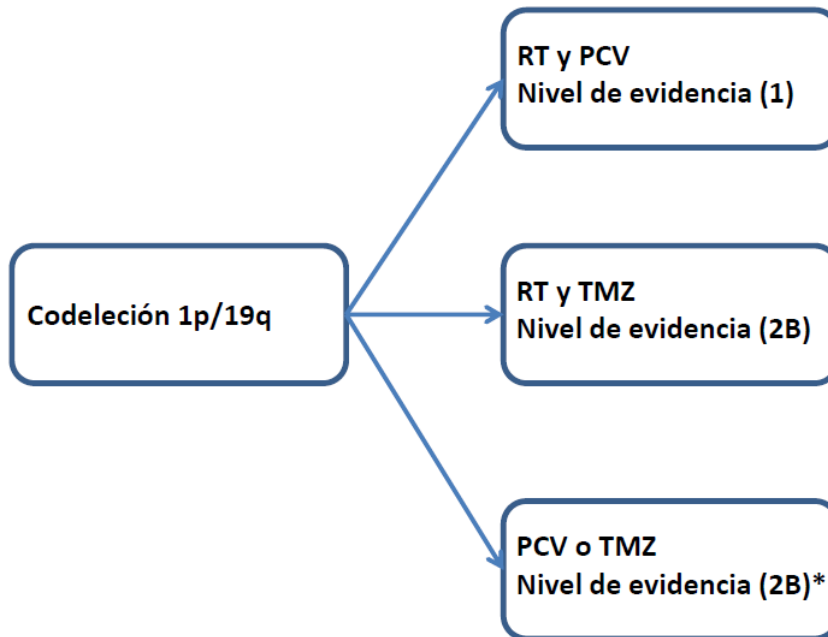 RT y PCV
Nivel de evidencia (1)
Codeleción 1p/19q
RT y TMZ
Nivel de evidencia (2B)
PCV o TMZ
Nivel de evidencia (2B)*